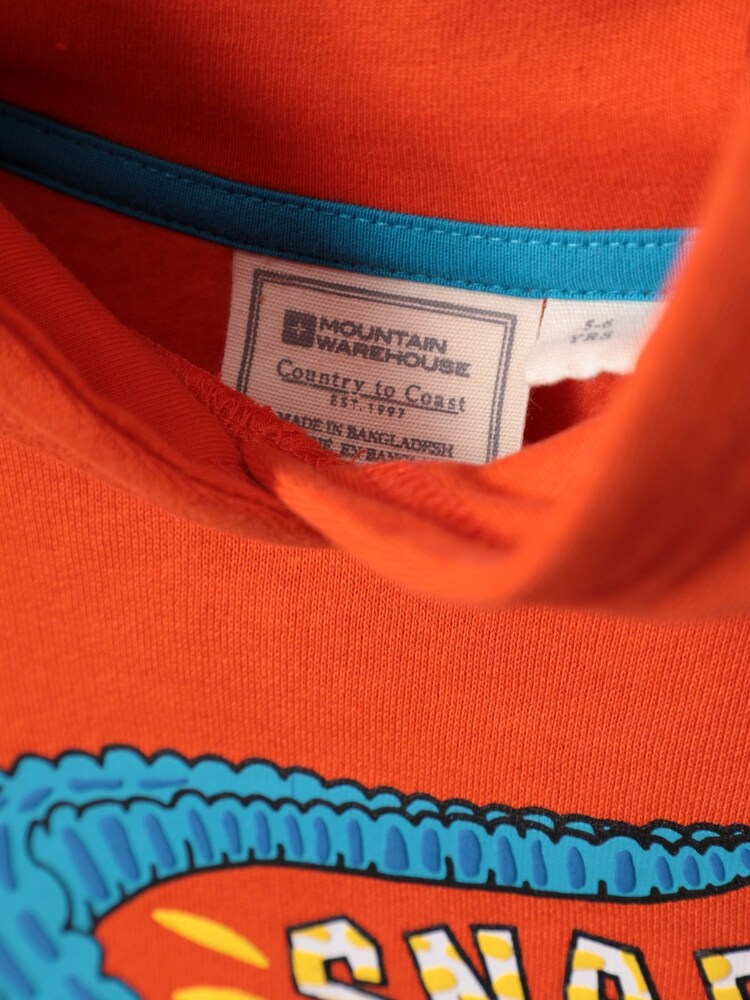 MOUNTAIN
WAREHOUSE
Country to Coast
EST. 1997
MADE IN BANGLADESH
5-6
YRS